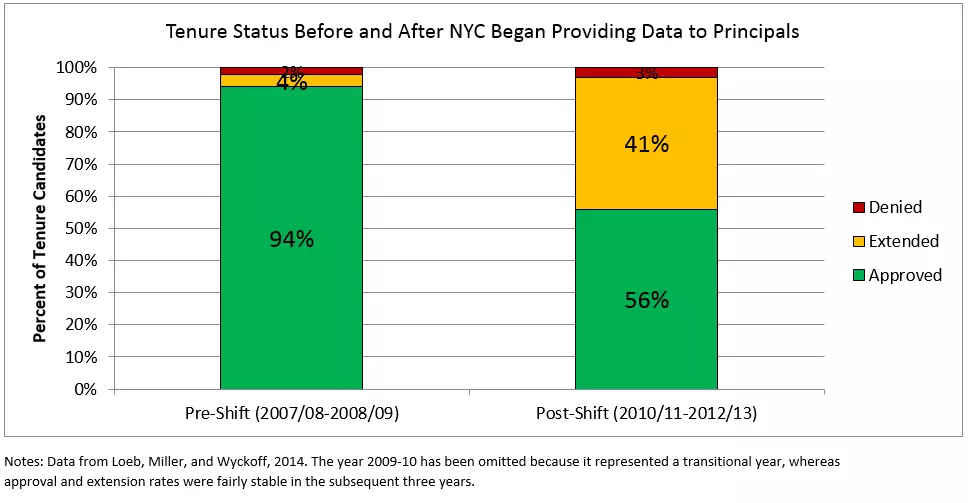 Tenure Status Before and After NYC Began Providing Data to Principals
Percent of Tenure Candidates
100%
90%
80%
70%
60%
50%
40%
30%
20%
10%
0%
2%
4%
94%
3%
41%
56%
Denied
Extended
Approved
Pre-Shift (2007/08-2008/09)
Post-Shift (2010/11-2012/13)
Notes: Data from Loeb, Miller, and Wyckoff, 2014. The year 2009-10 has been omitted because it represented a transitional year, whereas
approval and extension rates were fairly stable in the subsequent three years.